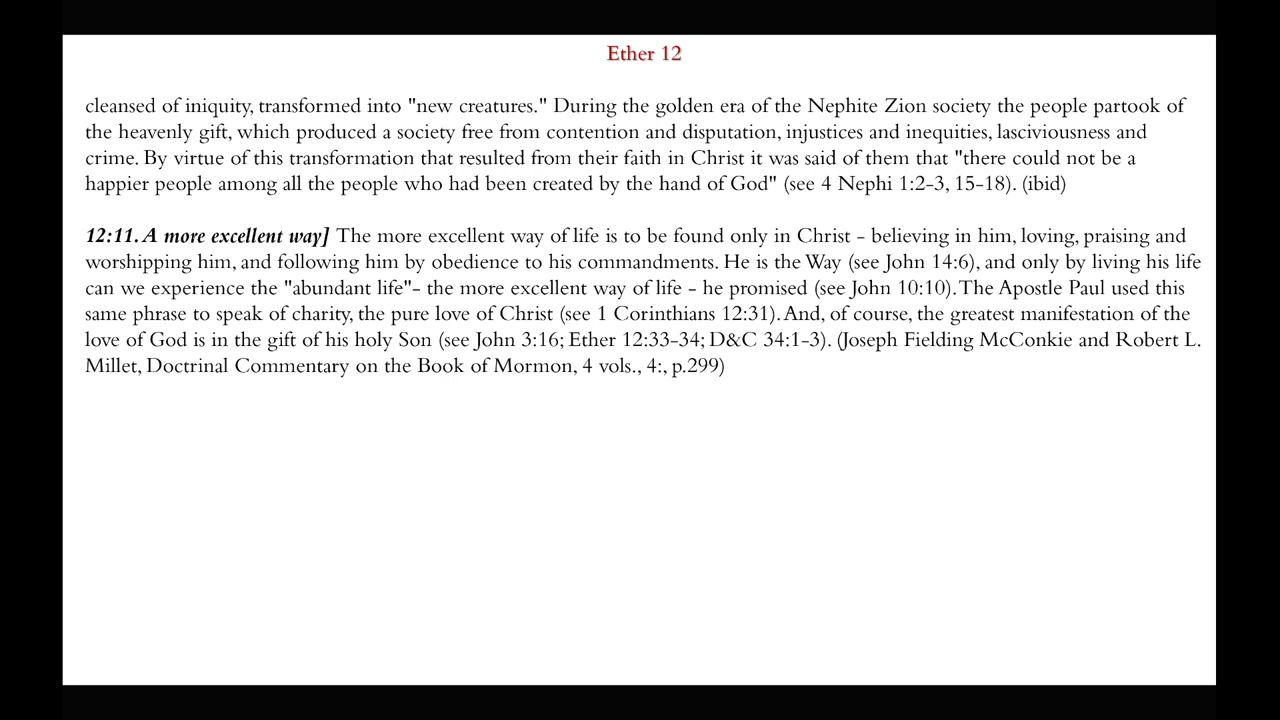 Ether 12
cleansed of iniquity, transformed into "new creatures." During the golden era of the Nephite Zion society the people partook of
the heavenly gift, which produced a society free from contention and disputation, injustices and inequities, lasciviousness and
crime. By virtue of this transformation that resulted from their faith in Christ it was said of them that "there could not be a
happier people among all the people who had been created by the hand of God" (see 4 Nephi 1:2-3, 15-18). (ibid)
12:11. A more excellent way] The more excellent way of life is to be found only in Christ - believing in him, loving, praising and
worshipping him, and following him by obedience to his commandments. He is the Way (see John 14:6), and only by living his life
can we experience the "abundant life"- the more excellent way of life - he promised (see John 10:10). The Apostle Paul used this
same phrase to speak of charity, the pure love of Christ (see 1 Corinthians 12:31). And, of course, the greatest manifestation of the
love of God is in the gift of his holy Son (see John 3:16; Ether 12:33-34; D&C 34:1-3). (Joseph Fielding McConkie and Robert L.
Millet, Doctrinal Commentary on the Book of Mormon, 4 vols., 4:, p.299)